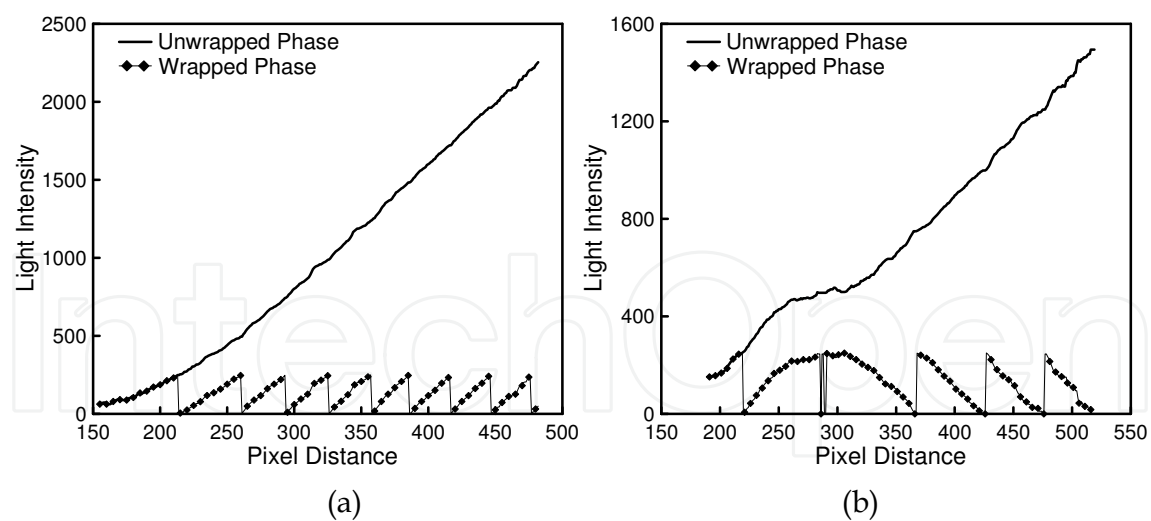 2500
2000
1500
1000
500
0
Light Intensity
Unwrapped Phase
Wrapped Phase
150 200 250 300 350 400 450 500
Pixel Distance
(a)
1600
1200
800
400
0
Light Intensity
Unwrapped Phase
Wrapped Phase
150 200 250 300 350 400 450 500 550
Pixel Distance
(b)
IntechOpen